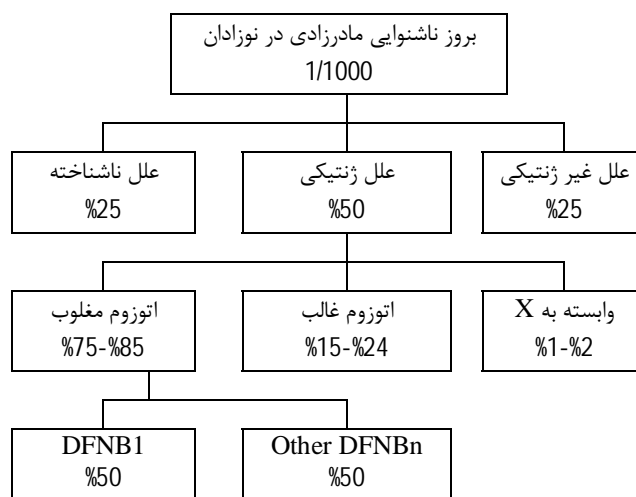 بروز ناشنوایی مادرزادی در نوزادان
1/1000
علل غیر ژنتیکی
%25
علل ژنتیکی
%50
علل ناشناخته
%25
وابسته به X
%1-%2
اتوزوم غالب
%15-%24
اتوزوم مغلوب
%75-%85
DFNB1
%50
Other DFNBn
%50